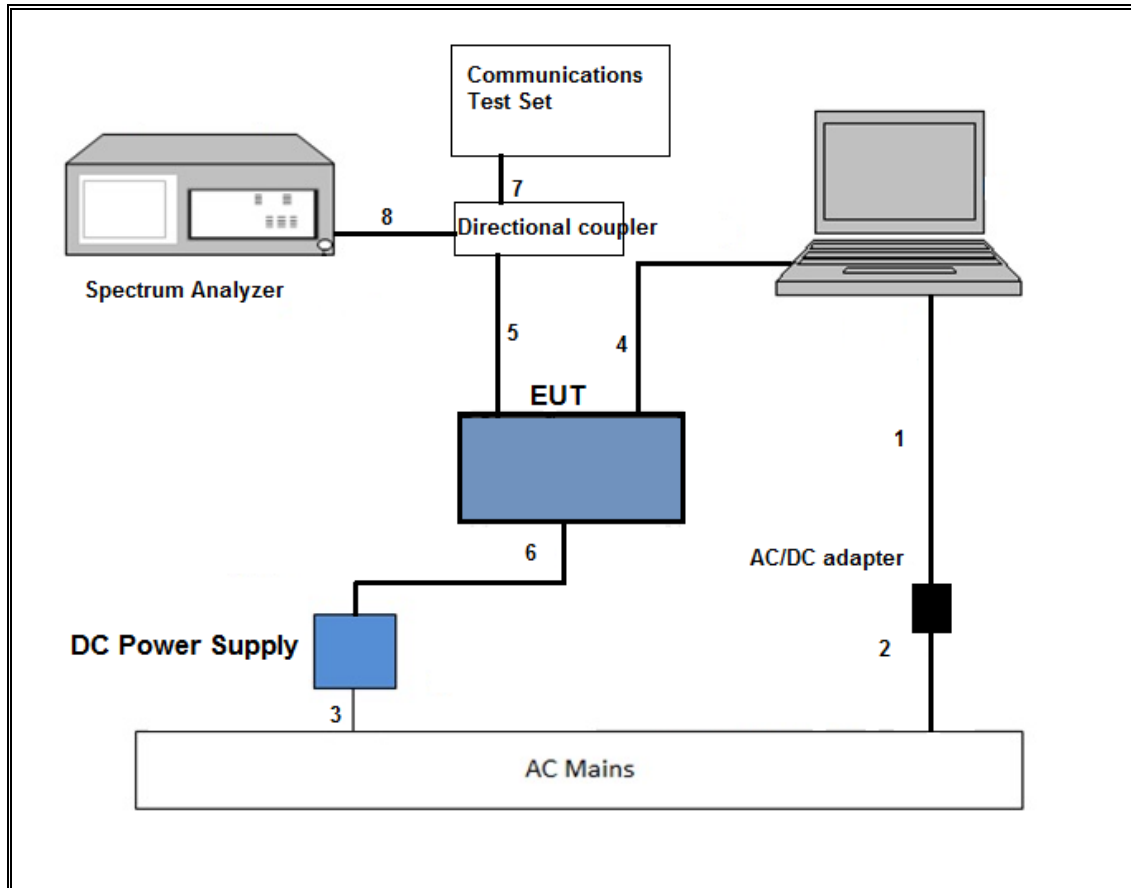 Communications
Test Set
7
8
Directional coupler
Spectrum Analyzer
5
4
EUT
1
6
AC/DC adapter
DC Power Supply
2
3
AC Mains